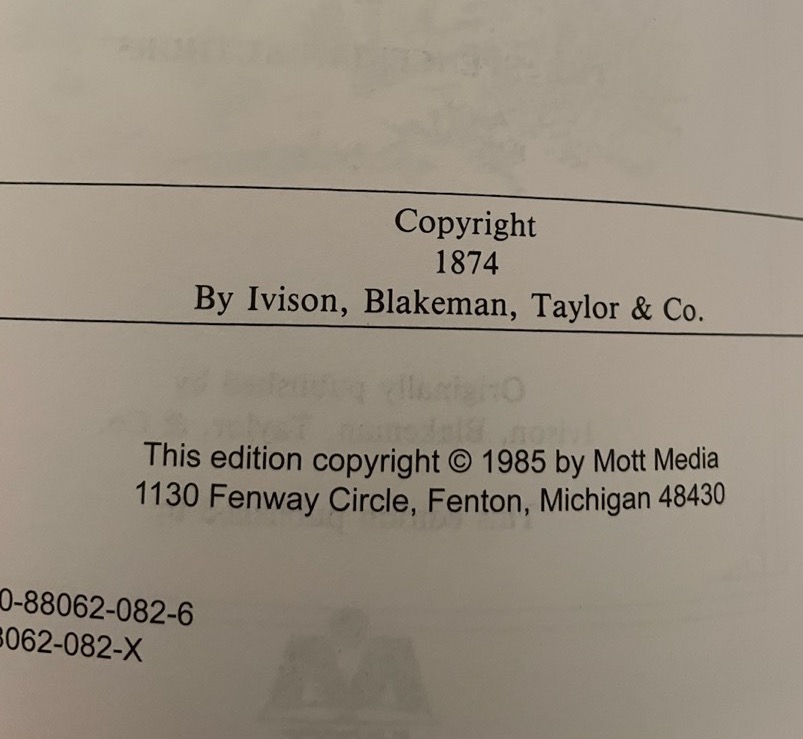 Copyright
1874
By Ivison, Blakeman, Taylor & Co.
This edition copyright © 1985 by Mott Media
1130 Fenway Circle, Fenton, Michigan 48430
0-88062-082-6
062-082-X